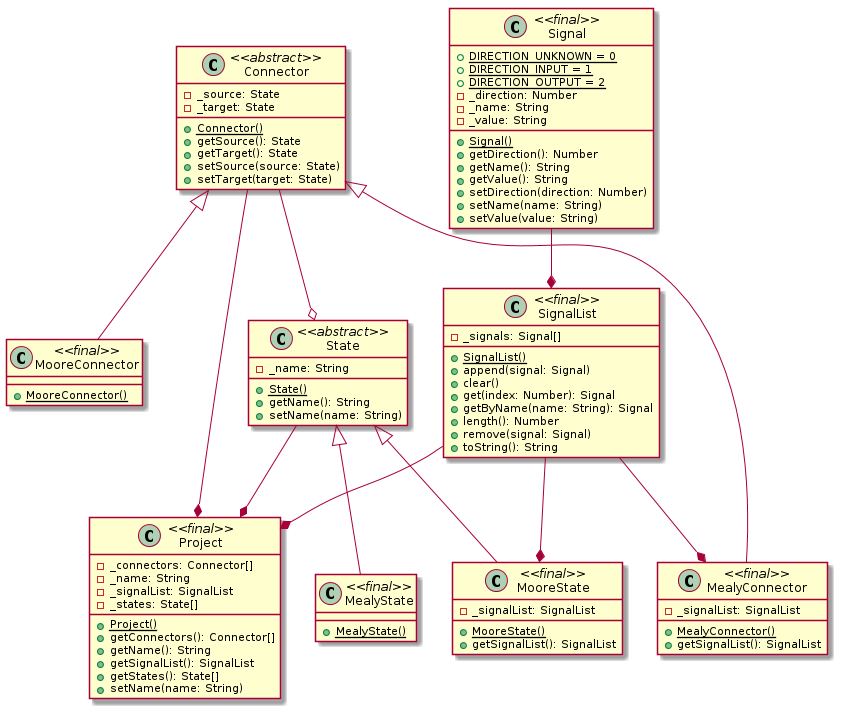 C
<<abstract>>
Connector
_source: State
_target: State
Connector()
getSource(): State
getTarget(): State
setSource(source: State)
setTarget(target: State)
C
<<final>>
Signal
DIRECTION_UNKNOWN = 0
DIRECTION_INPUT = 1
DIRECTION_OUTPUT = 2
_direction: Number
_name: String
_value: String
Signal()
getDirection(): Number
getName(): String
getValue(): String
setDirection(direction: Number)
setName(name: String)
setValue(value: String)
C
<<final>>
MooreConnector
MooreConnector()
C
<<abstract>>
State
_name: String
State()
getName(): String
setName(name: String)
C
<<final>>
SignalList
_signals: Signal[]
SignalList()
append(signal: Signal)
clear()
get(index: Number): Signal
getByName(name: String): Signal
length(): Number
remove(signal: Signal)
toString(): String
C
<<final>>
Project
_connectors: Connector[]
_name: String
_signalList: SignalList
_states: State[]
Project()
getConnectors(): Connector[]
getName(): String
getSignalList(): SignalList
getStates(): State[]
setName(name: String)
C
<<final>>
MealyState
MealyState()
C
<<final>>
MooreState
_signalList: SignalList
MooreState()
getSignalList(): SignalList
C
<<final>>
MealyConnector
_signalList: SignalList
MealyConnector()
getSignalList(): SignalList